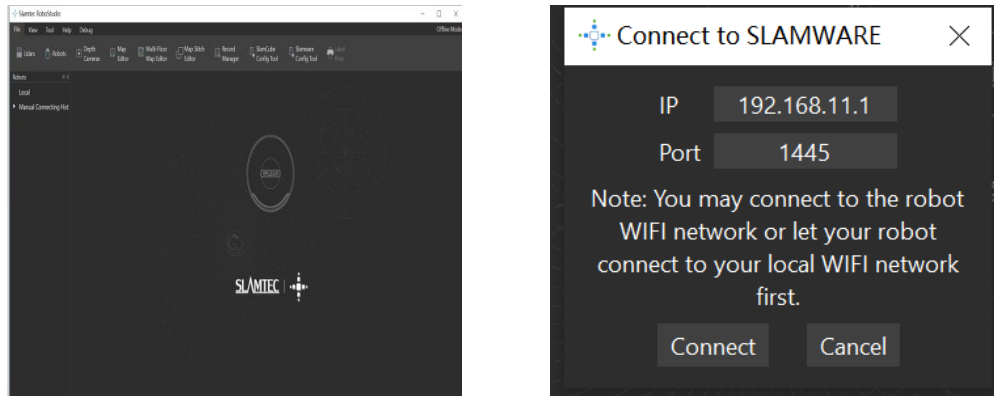 Slamtec RoboStudio
File View Tool Help Debug
Offline Mode
Lidars Robots Depth Cameras Map Editor Multi-Floor Map Editor Map Stitch Editor Record Manager SlamCube Config Tool Slamware Config Tool Label Print
Robots
Local
Manual Connecting Hist
RPLIDAR
SLAMTEC
Connect to SLAMWARE
IP 192.168.11.1
Port 1445
Note: You may connect to the robot
WIFI network or let your robot
connect to your local WIFI network
first.
Connect Cancel